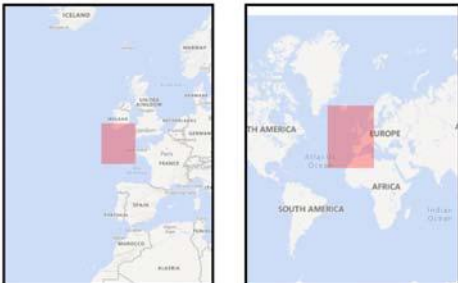 ICELAND
NORWAY
UNITED
KINGDOM
IRELAND
NETHERLANDS
GERMANY
Paris
FRANCE
SPAIN
PORTUGAL
MOROCCO
ALGERIA
TH AMERICA
EUROPE
Atlantic
Ocean
AFRICA
SOUTH AMERICA
Indian
Ocean